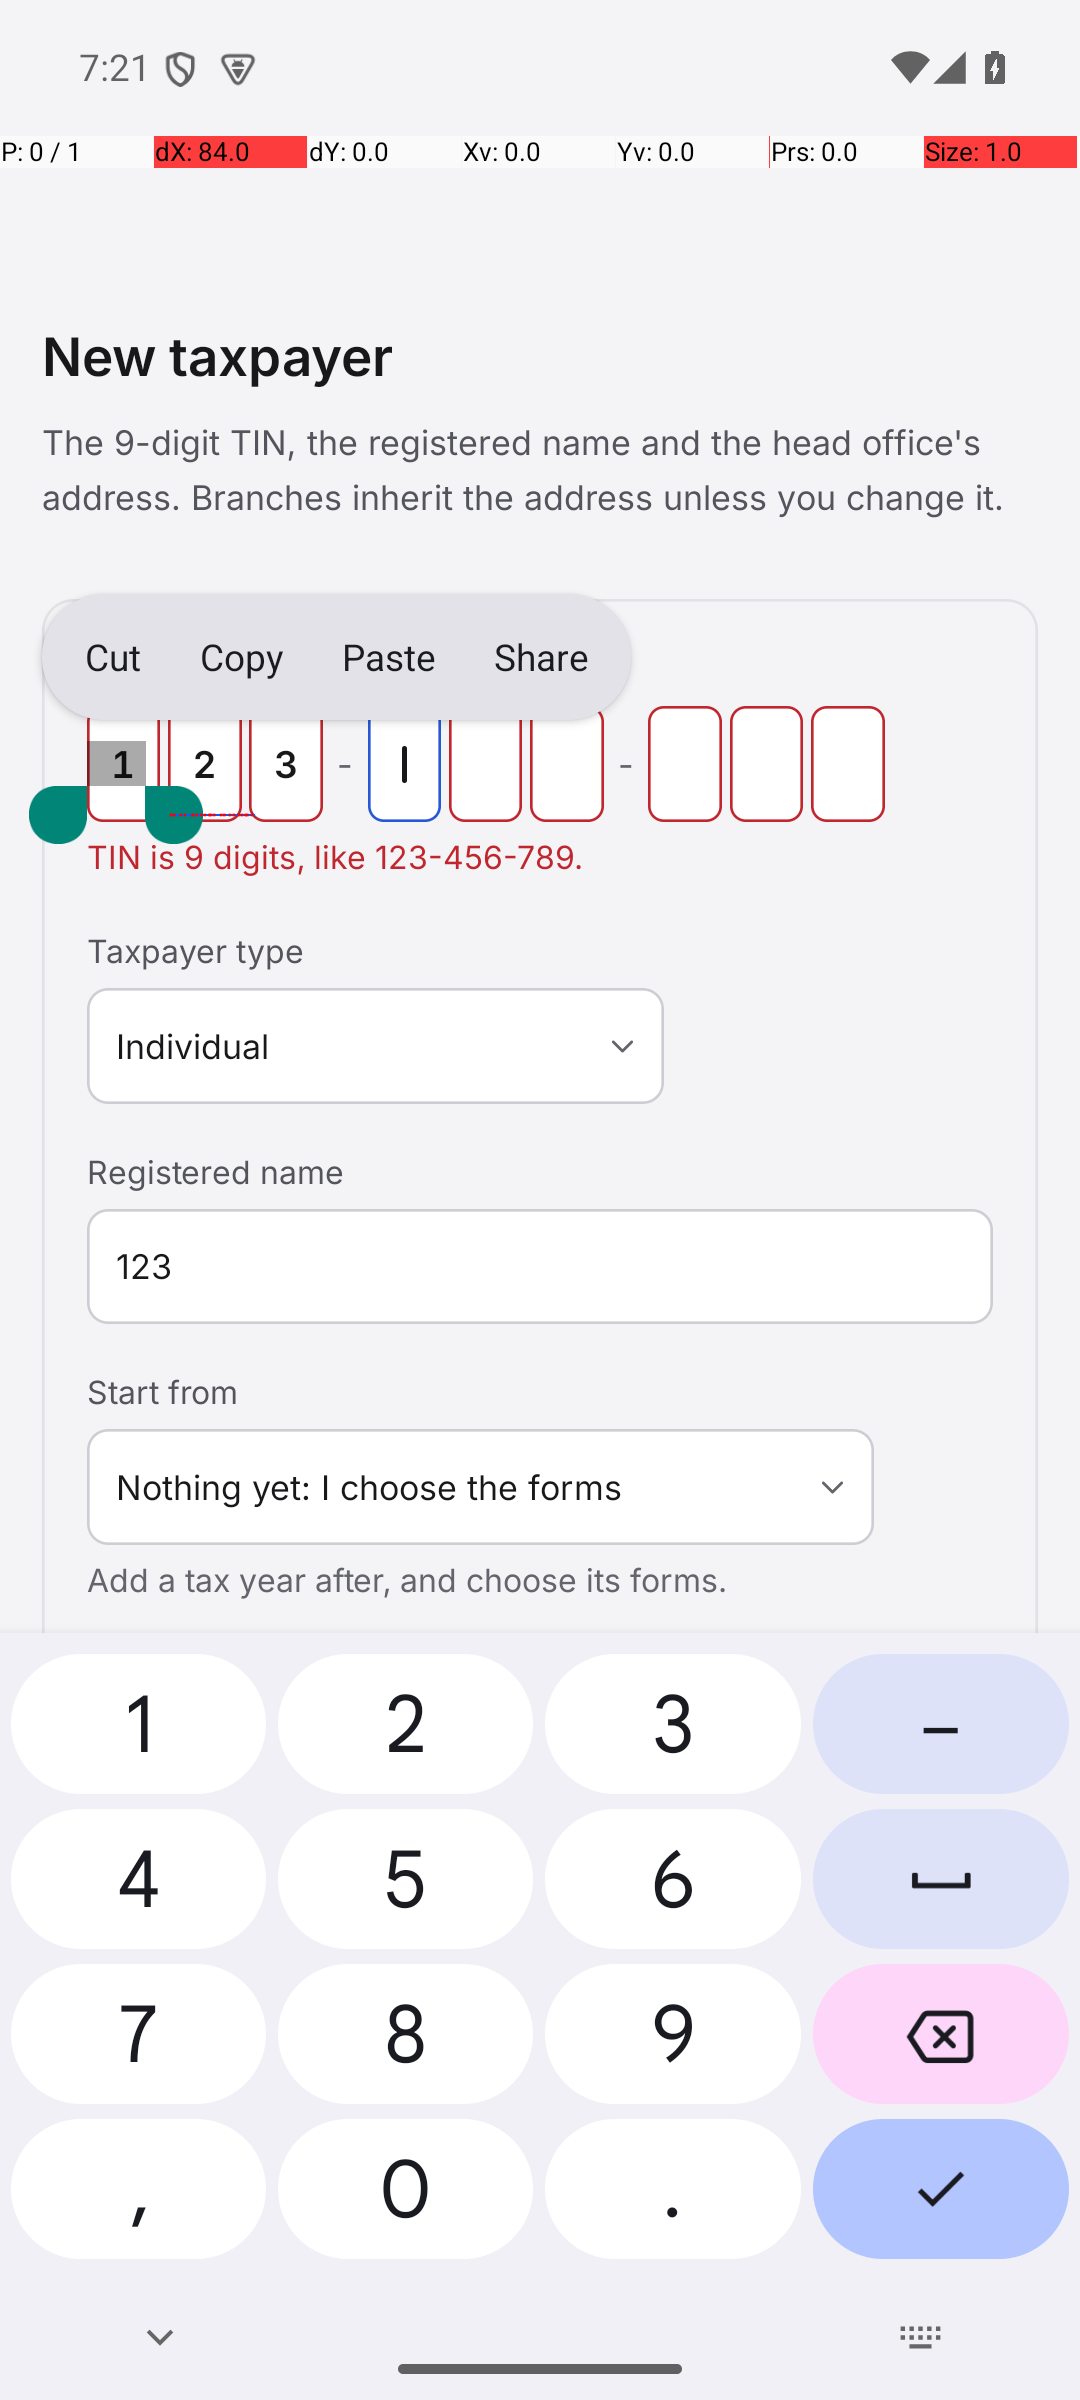 7:21
P: 0 / 1 dX: 84.0 dY: 0.0 Xv: 0.0 Yv: 0.0 Prs: 0.0 Size: 1.0
New taxpayer
The 9-digit TIN, the registered name and the head office's
address. Branches inherit the address unless you change it.
Cut Copy Paste Share
1 2 3 - -
TIN is 9 digits, like 123-456-789.
Taxpayer type
Individual
Registered name
123
Start from
Nothing yet: I choose the forms
Add a tax year after, and choose its forms.
1 2 3 –
4 5 6
7 8 9
, 0 .